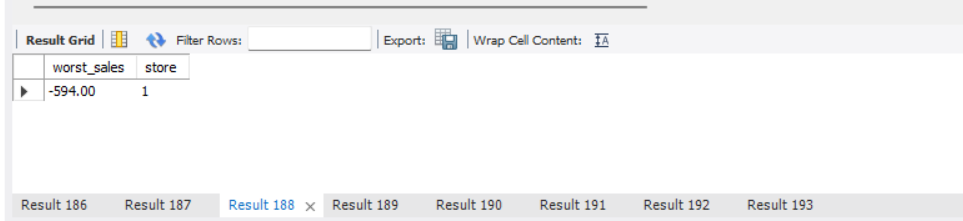 Result Grid Filter Rows: Export: Wrap Cell Content: IA
worst_sales store
-594.00 1
Result 186 Result 187 Result 188 × Result 189 Result 190 Result 191 Result 192 Result 193